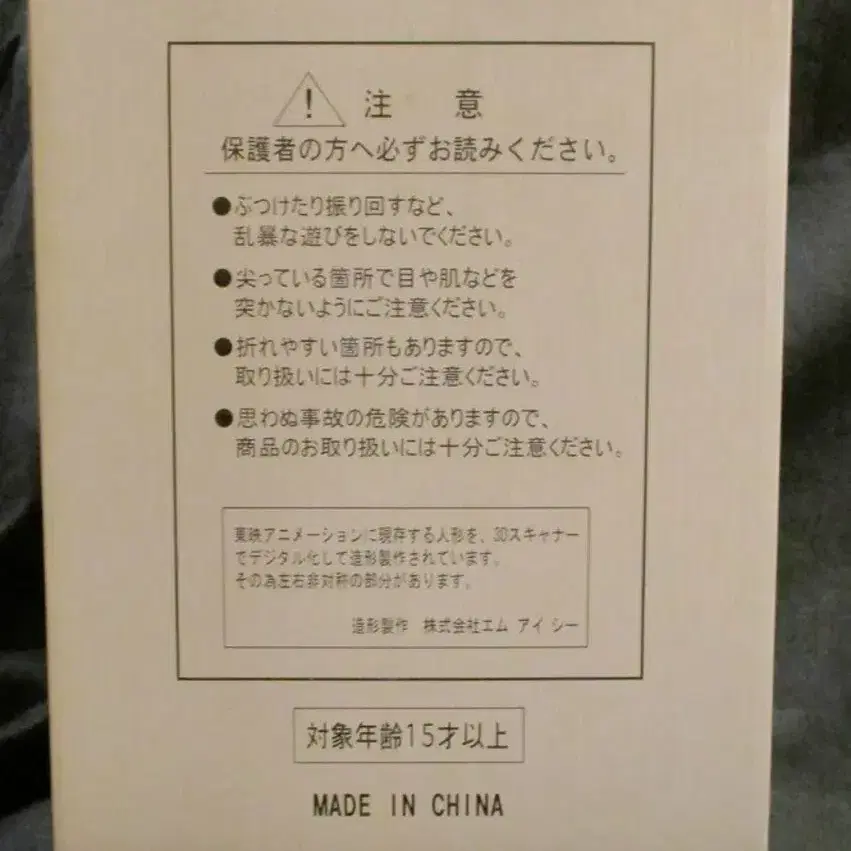 ! 注 意
保護者の方へ必ずお読みください。
●ぶつけたり振り回すなど、
乱暴な遊びをしないでください。
●尖っている箇所で目や肌などを
突かないようにご注意ください。
●折れやすい箇所もありますので、
取り扱いには十分ご注意ください。
●思わぬ事故の危険がありますので、
商品のお取り扱いには十分ご注意ください。
東映アニメーションに現存する人形を、3Dスキャナー
でデジタル化して造形製作されています。
その為左右非対称の部分があります。
造形製作 株式会社エム アイ シー
対象年齢15才以上
MADE IN CHINA